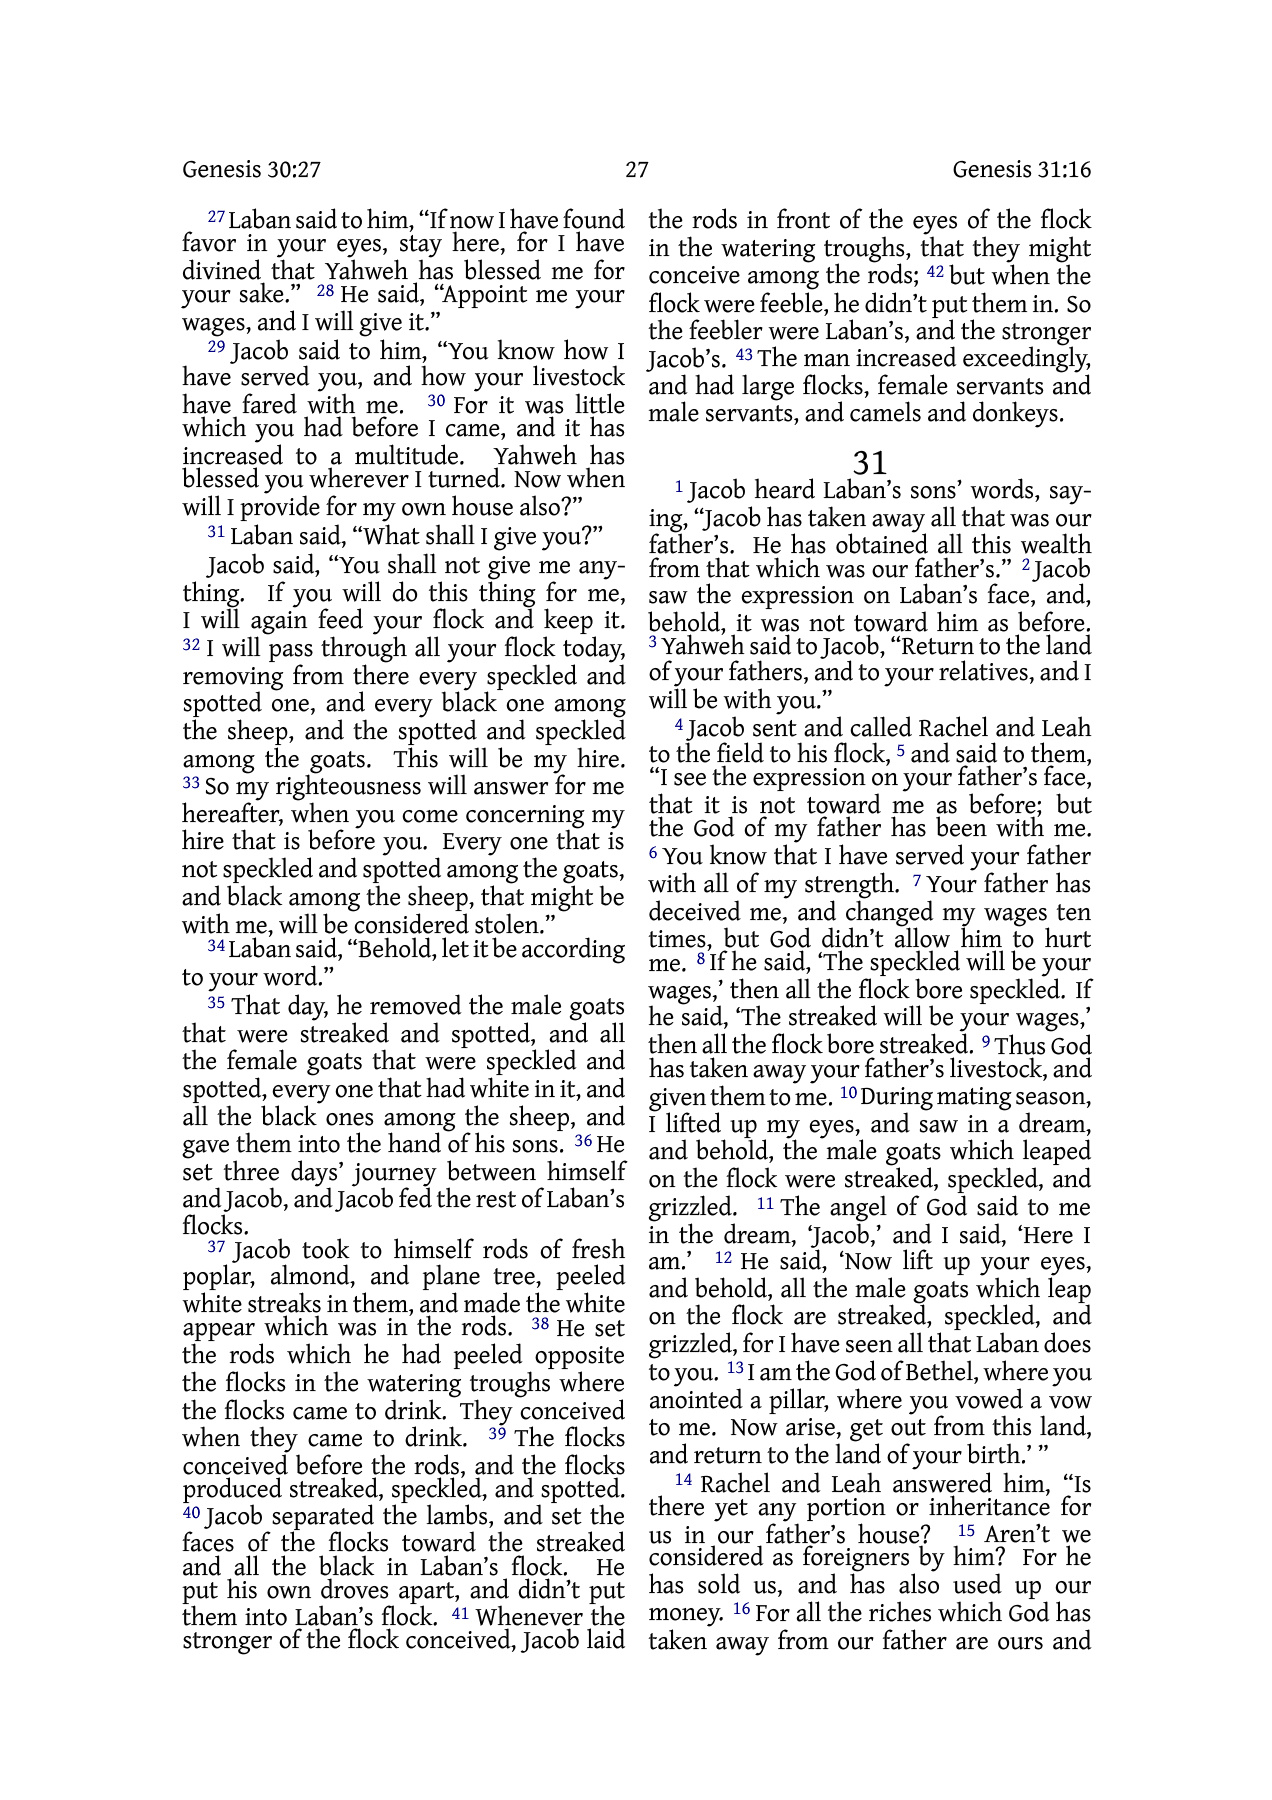 Genesis 30:27 27 Genesis 31:16
27 Laban said to him, “If now I have found
favor in your eyes, stay here, for I have
divined that Yahweh has blessed me for
your sake.” 28 He said, “Appoint me your
wages, and I will give it.”
29 Jacob said to him, “You know how I
have served you, and how your livestock
have fared with me. 30 For it was little
which you had before I came, and it has
increased to a multitude. Yahweh has
blessed you wherever I turned. Now when
will I provide for my own house also?”
31 Laban said, “What shall I give you?”
Jacob said, “You shall not give me any-
thing. If you will do this thing for me,
I will again feed your flock and keep it.
32 I will pass through all your flock today,
removing from there every speckled and
spotted one, and every black one among
the sheep, and the spotted and speckled
among the goats. This will be my hire.
33 So my righteousness will answer for me
hereafter, when you come concerning my
hire that is before you. Every one that is
not speckled and spotted among the goats,
and black among the sheep, that might be
with me, will be considered stolen.”
34 Laban said, “Behold, let it be according
to your word.”
35 That day, he removed the male goats
that were streaked and spotted, and all
the female goats that were speckled and
spotted, every one that had white in it, and
all the black ones among the sheep, and
gave them into the hand of his sons. 36 He
set three days’ journey between himself
and Jacob, and Jacob fed the rest of Laban’s
flocks.
37 Jacob took to himself rods of fresh
poplar, almond, and plane tree, peeled
white streaks in them, and made the white
appear which was in the rods. 38 He set
the rods which he had peeled opposite
the flocks in the watering troughs where
the flocks came to drink. They conceived
when they came to drink. 39 The flocks
conceived before the rods, and the flocks
produced streaked, speckled, and spotted.
40 Jacob separated the lambs, and set the
faces of the flocks toward the streaked
and all the black in Laban’s flock. He
put his own droves apart, and didn’t put
them into Laban’s flock. 41 Whenever the
stronger of the flock conceived, Jacob laid
the rods in front of the eyes of the flock
in the watering troughs, that they might
conceive among the rods; 42 but when the
flock were feeble, he didn’t put them in. So
the feebler were Laban’s, and the stronger
Jacob’s. 43 The man increased exceedingly,
and had large flocks, female servants and
male servants, and camels and donkeys.
31
1 Jacob heard Laban’s sons’ words, say-
ing, “Jacob has taken away all that was our
father’s. He has obtained all this wealth
from that which was our father’s.” 2 Jacob
saw the expression on Laban’s face, and,
behold, it was not toward him as before.
3 Yahweh said to Jacob, “Return to the land
of your fathers, and to your relatives, and I
will be with you.”
4 Jacob sent and called Rachel and Leah
to the field to his flock, 5 and said to them,
“I see the expression on your father’s face,
that it is not toward me as before; but
the God of my father has been with me.
6 You know that I have served your father
with all of my strength. 7 Your father has
deceived me, and changed my wages ten
times, but God didn’t allow him to hurt
me. 8 If he said, ‘The speckled will be your
wages,’ then all the flock bore speckled. If
he said, ‘The streaked will be your wages,’
then all the flock bore streaked. 9 Thus God
has taken away your father’s livestock, and
given them to me. 10 During mating season,
I lifted up my eyes, and saw in a dream,
and behold, the male goats which leaped
on the flock were streaked, speckled, and
grizzled. 11 The angel of God said to me
in the dream, ‘Jacob,’ and I said, ‘Here I
am.’ 12 He said, ‘Now lift up your eyes,
and behold, all the male goats which leap
on the flock are streaked, speckled, and
grizzled, for I have seen all that Laban does
to you. 13 I am the God of Bethel, where you
anointed a pillar, where you vowed a vow
to me. Now arise, get out from this land,
and return to the land of your birth.’ ”
14 Rachel and Leah answered him, “Is
there yet any portion or inheritance for
us in our father’s house? 15 Aren’t we
considered as foreigners by him? For he
has sold us, and has also used up our
money. 16 For all the riches which God has
taken away from our father are ours and